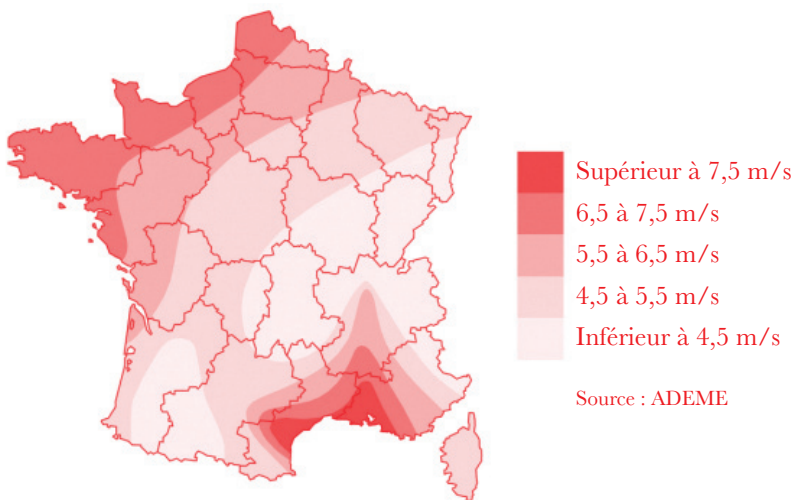 Supérieur à 7,5 m/s
6,5 à 7,5 m/s
5,5 à 6,5 m/s
4,5 à 5,5 m/s
Inférieur à 4,5 m/s
Source : ADEME